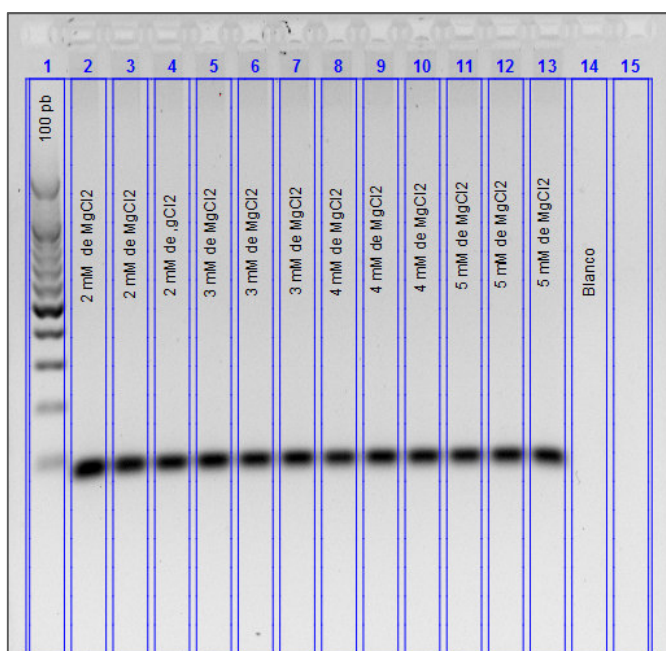 1
2
3
4
5
6
7
8
9
10
11
12
13
14
15
100 pb
2 mM de MgCl2
2 mM de MgCl2
2 mM de ,gCl2
3 mM de MgCl2
3 mM de MgCl2
3 mM de MgCl2
4 mM de MgCl2
4 mM de MgCl2
4 mM de MgCl2
5 mM de MgCl2
5 mM de MgCl2
5 mM de MgCl2
Blanco